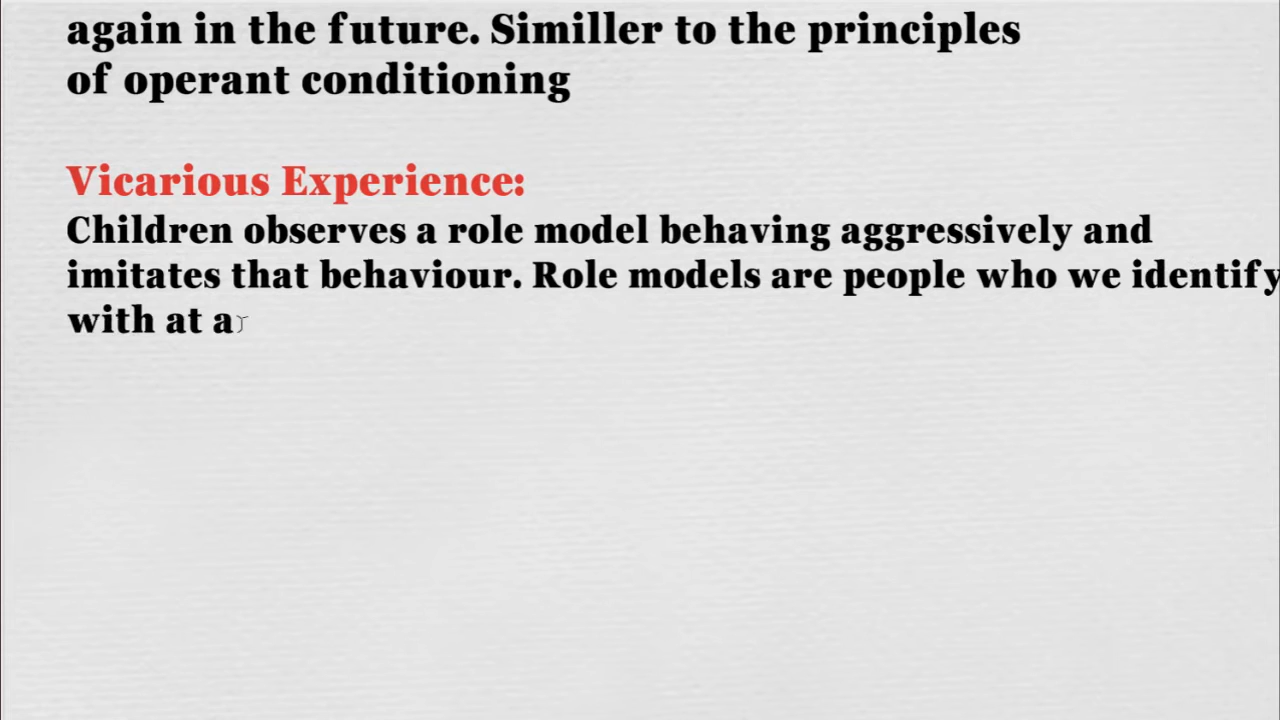 again in the future. Similler to the principles
of operant conditioning
Vicarious Experience:
Children observes a role model behaving aggressively and
imitates that behaviour. Role models are people who we identify
with at a